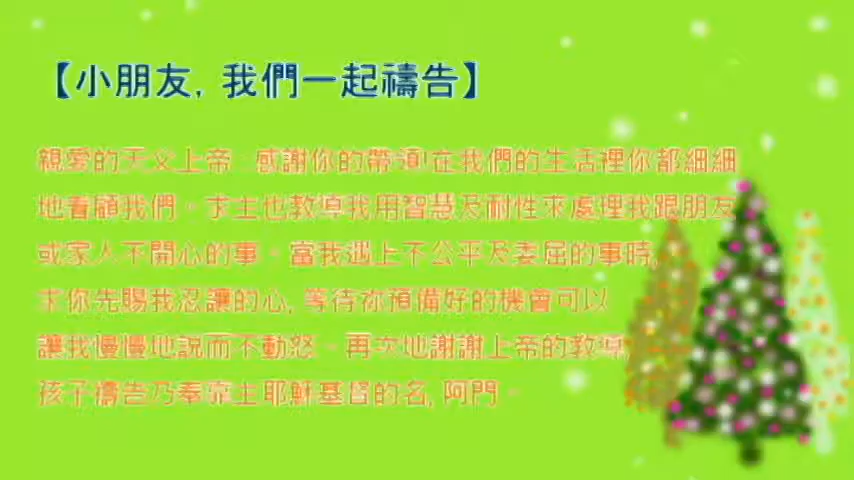 【小朋友, 我們一起禱告】
親愛的天父上帝：感謝你的帶領!在我們的生活裡你都細細
地看顧我們。求主也教導我用智慧及耐性來處理我跟朋友
或家人不開心的事。當我遇上不公平及委屈的事時,
求你先賜我忍讓的心, 等待祢預備好的機會可以
讓我慢慢地說而不動怒。再次地謝謝上帝的教導,
孩子禱告乃奉靠主耶穌基督的名, 阿門。